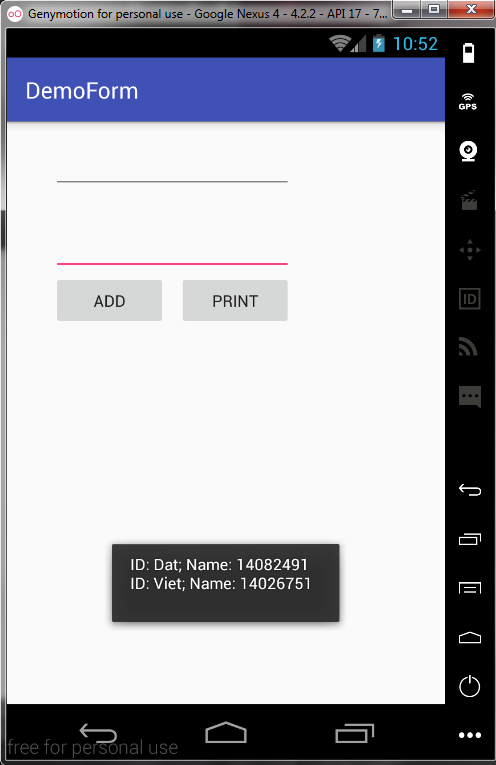 Genymotion for personal use - Google Nexus 4 - 4.2.2 - API 17 - 7...
10:52
GPS
DemoForm
ID
ADD
PRINT
ID: Dat; Name: 14082491
ID: Viet; Name: 14026751
free for personal use